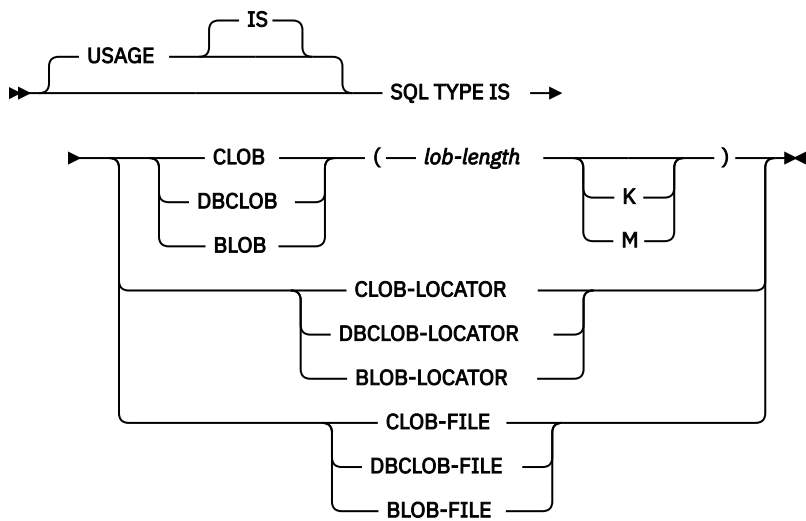 IS
USAGE
SQL TYPE IS
CLOB ( lob-length )
DBCLOB K
BLOB M
CLOB-LOCATOR
DBCLOB-LOCATOR
BLOB-LOCATOR
CLOB-FILE
DBCLOB-FILE
BLOB-FILE